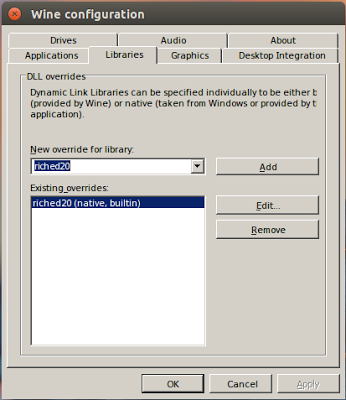 Wine configuration
Drives Audio About
Applications Libraries Graphics Desktop Integration
DLL overrides
Dynamic Link Libraries can be specified individually to be either b
(provided by Wine) or native (taken from Windows or provided by th
application).
New override for library:
riched20 Add
Existing overrides:
riched20 (native, builtin) Edit...
Remove
OK Cancel Apply